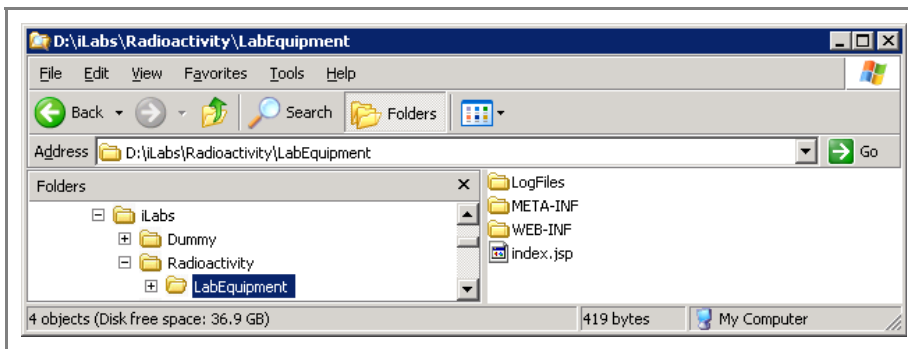 D:\iLabs\Radioactivity\LabEquipment
File Edit View Favorites Tools Help
Back Search Folders
Address D:\iLabs\Radioactivity\LabEquipment Go
Folders
iLabs
Dummy
Radioactivity
LabEquipment
LogFiles
META-INF
WEB-INF
index.jsp
4 objects (Disk free space: 36.9 GB) 419 bytes My Computer